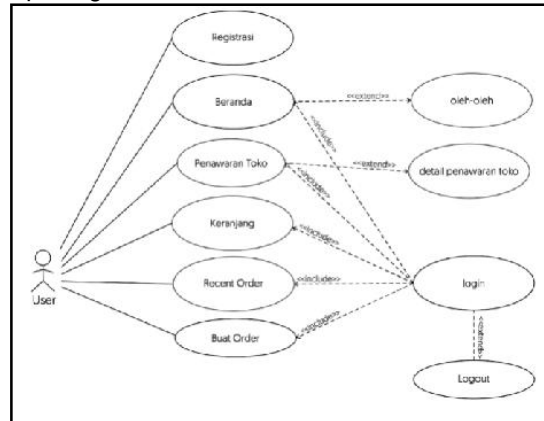 Registrasi
Beranda
<<extend>>
oleh-oleh
<<include>>
Penawaran Toko
<<extend>>
detail penawaran toko
<<include>>
Keranjang
<<include>>
User
Recent Order
<<include>>
login
Buat Order
<<include>>
<<extend>>
Logout